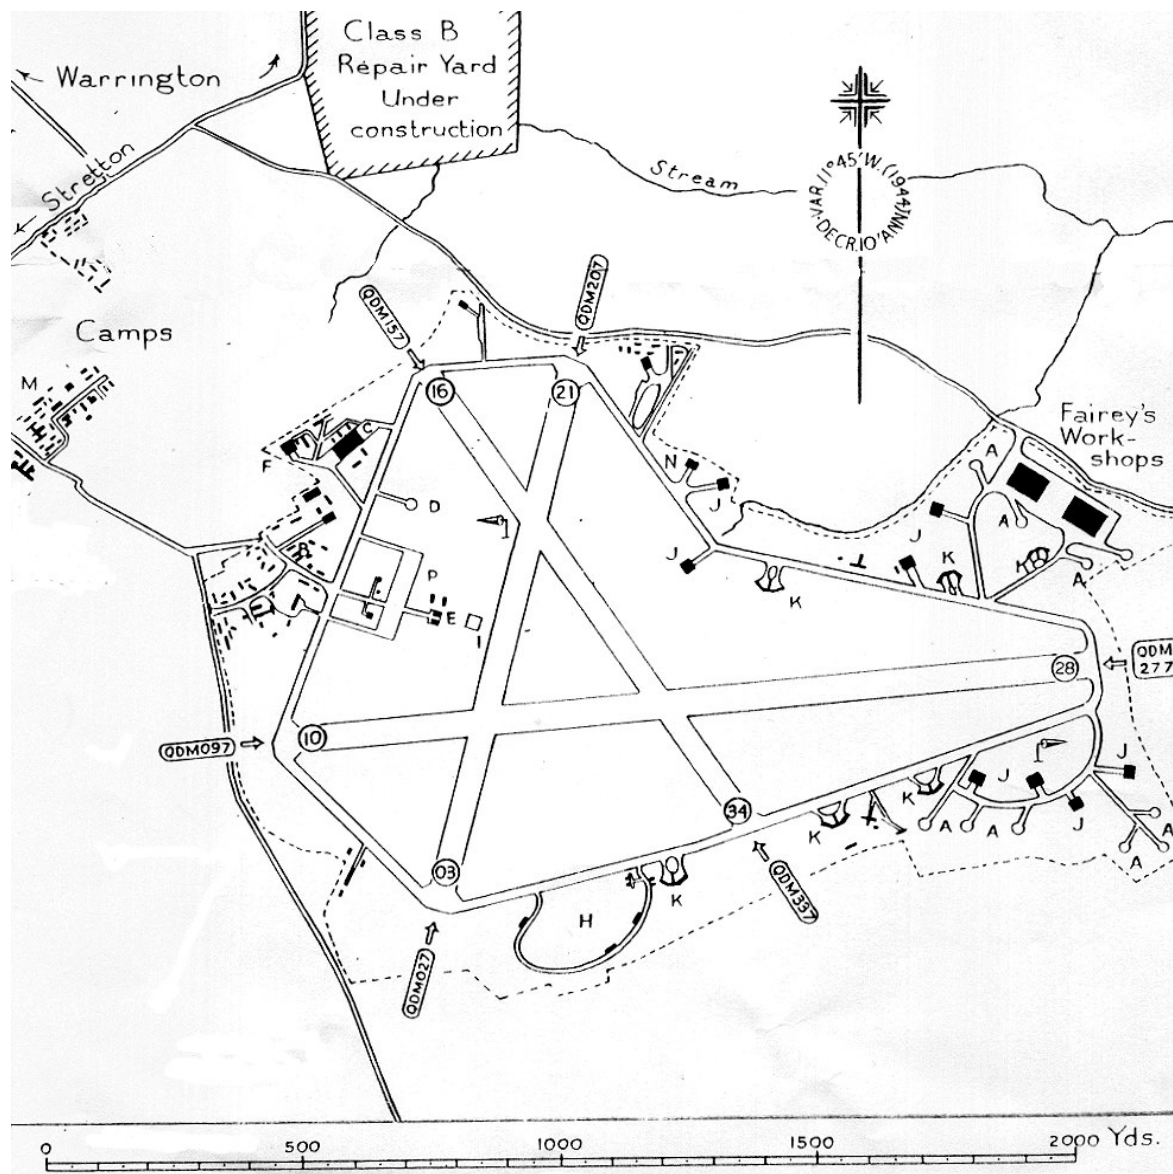 Class B
Repair Yard
Under
construction
Warrington
Stretton
Stream
VAR.11°45'W.(1944)
DECR.10'ANN.
QDM157
QDM207
Camps
M
16
21
Fairey's
Work-
shops
C
F
A
N
J
D
J
A
J
K
K
A
B
J
P
K
E
28
QDM
277
10
QDM097
J
J
K
34
K
J
A
A
A
A
A
03
K
QDM337
H
QDM027
0
500
1000
1500
2000 Yds.